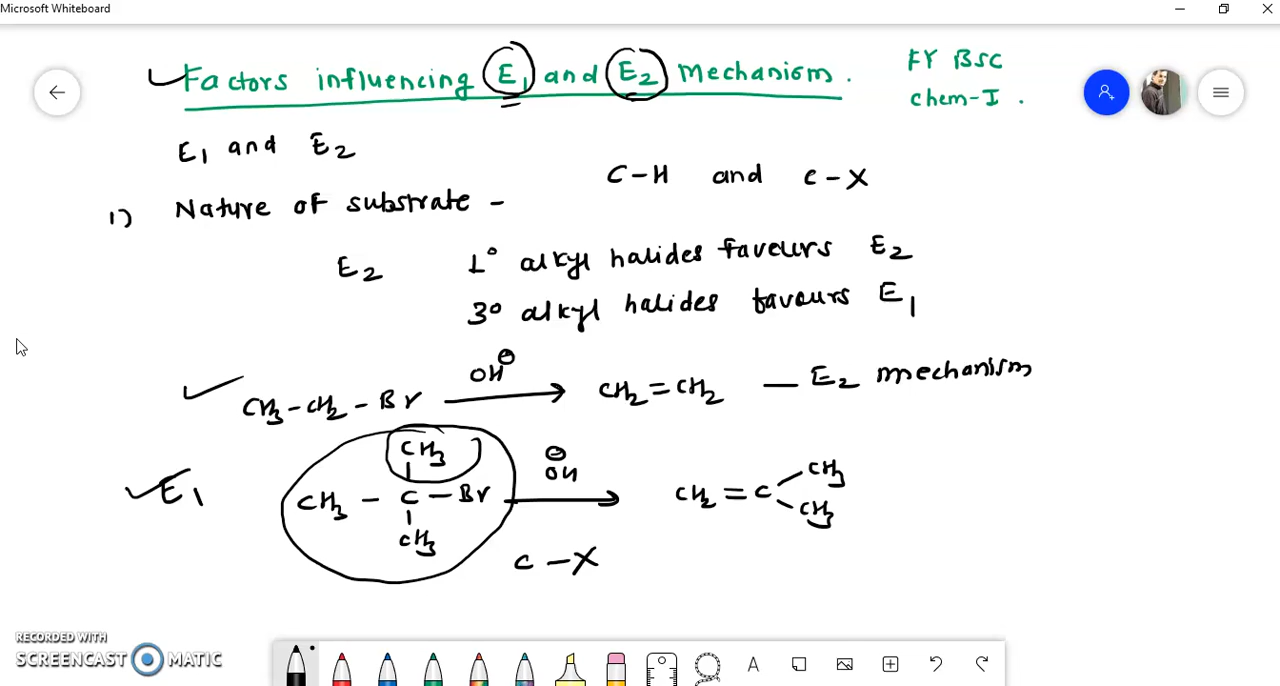 Microsoft Whiteboard
Factors influencing E1 and E2 mechanism.
FY BSC
chem-I.
E1 and E2
C-H and C-X
1) Nature of substrate -
E2 1° alkyl halides favours E2
3° alkyl halides favours E1
CH3-CH2-Br OH⊖ → CH2=CH2 — E2 mechanism
CH3
E1 CH3 - C - Br ⊖OH → CH2=C CH3
CH3
CH3
C-X
RECORDED WITH
SCREENCAST MATIC
A